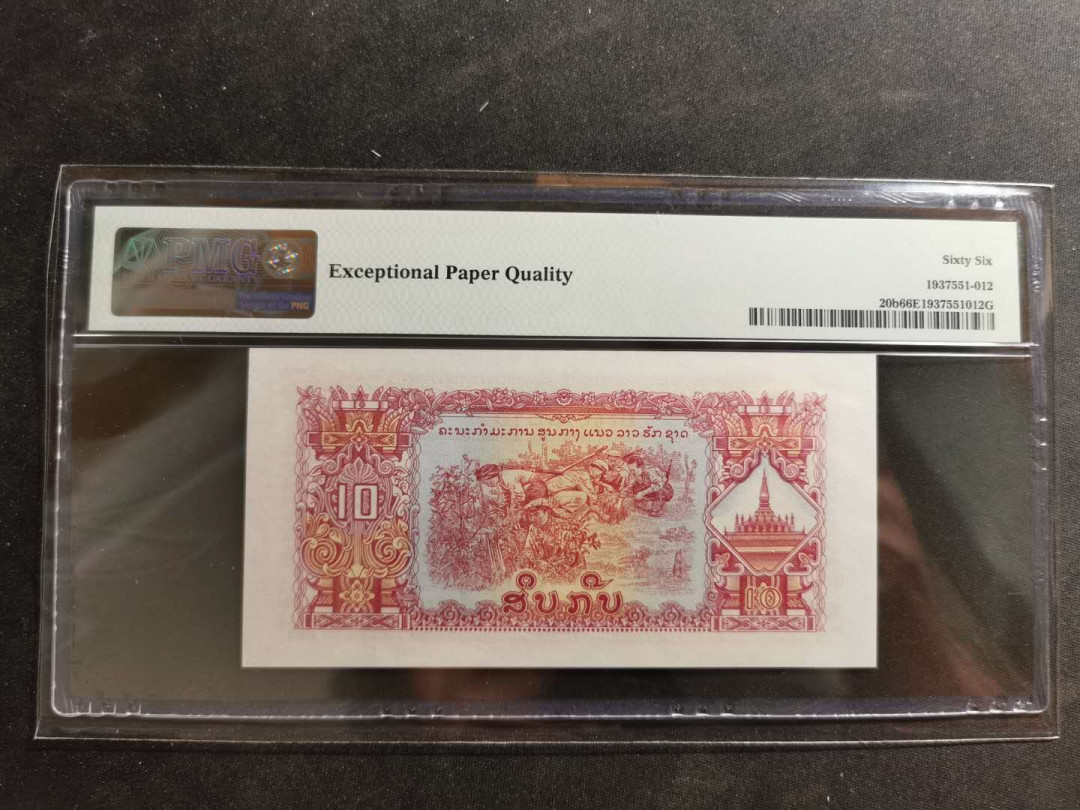 PMG
Exceptional Paper Quality
Sixty Six
1937551-012
20b66E1937551012G
PNG
ຄະນະກຳມະການ ສູນກາງ ແນວ ລາວ ຮັກ ຊາດ
10
ສິບກີບ
10